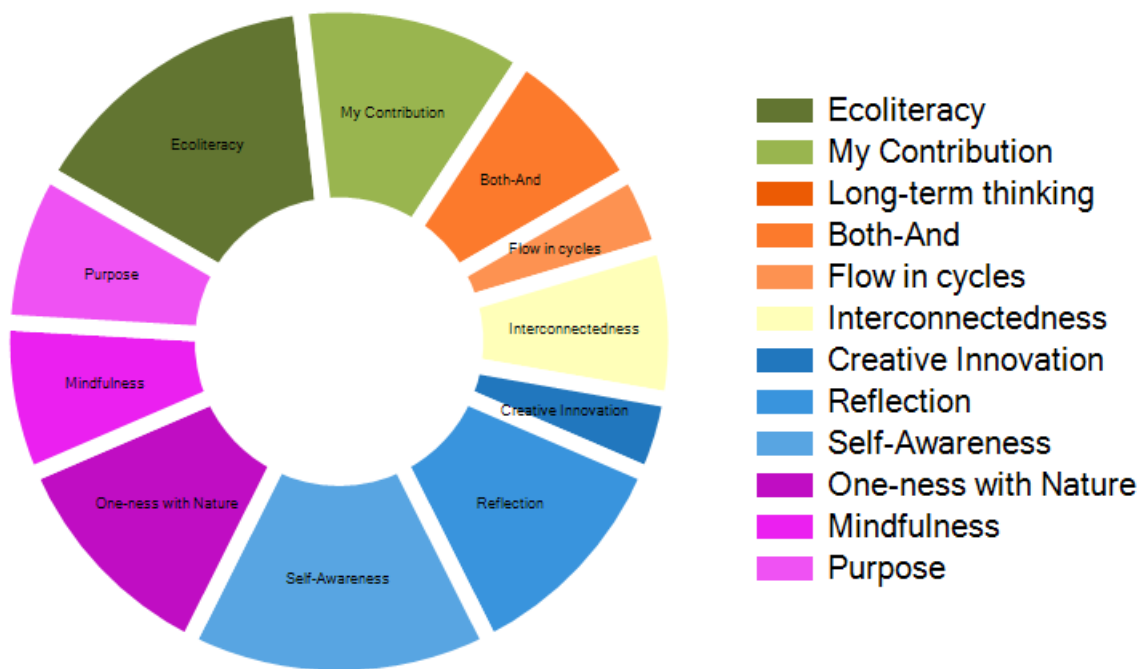 My Contribution
Ecoliteracy
Both-And
Flow in cycles
Purpose
Interconnectedness
Mindfulness
Creative Innovation
One-ness with Nature
Reflection
Self-Awareness
Ecoliteracy
My Contribution
Long-term thinking
Both-And
Flow in cycles
Interconnectedness
Creative Innovation
Reflection
Self-Awareness
One-ness with Nature
Mindfulness
Purpose